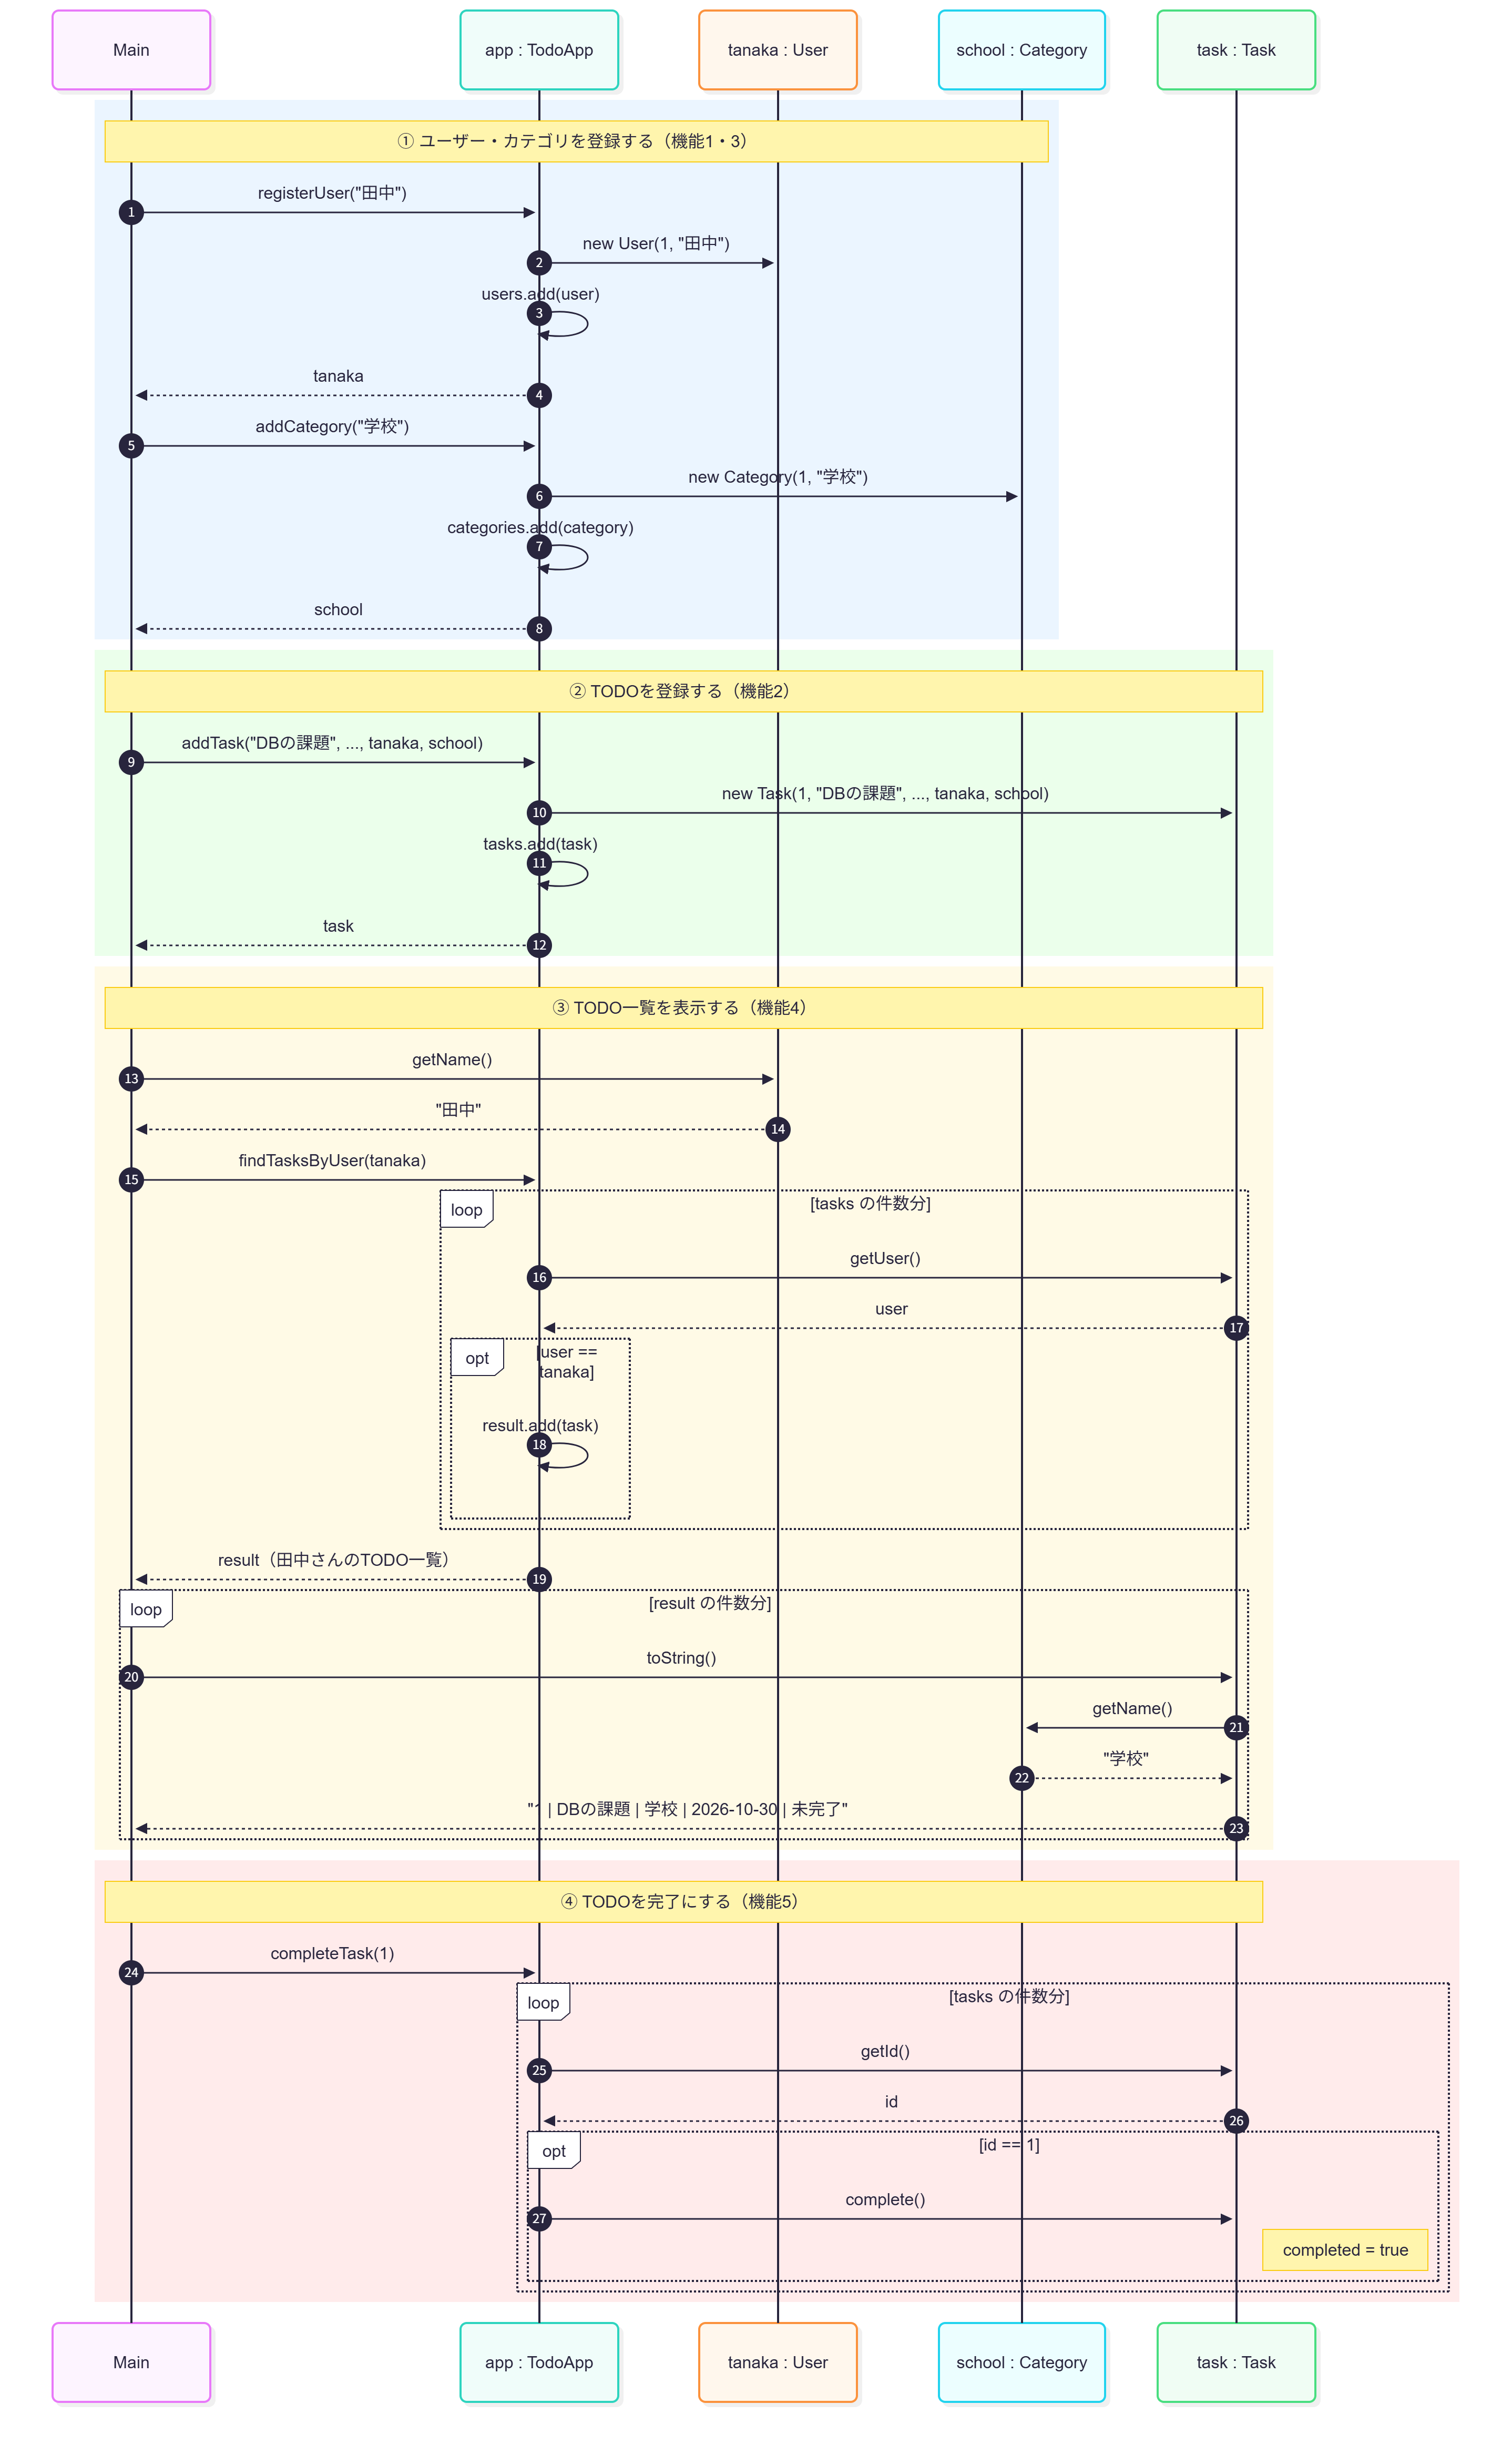 Main
app : TodoApp
tanaka : User
school : Category
task : Task
① ユーザー・カテゴリを登録する（機能1・3）
registerUser("田中")
1
new User(1, "田中")
2
users.add(user)
3
tanaka
4
addCategory("学校")
5
new Category(1, "学校")
6
categories.add(category)
7
school
8
② TODOを登録する（機能2）
addTask("DBの課題", ..., tanaka, school)
9
new Task(1, "DBの課題", ..., tanaka, school)
10
tasks.add(task)
11
task
12
③ TODO一覧を表示する（機能4）
getName()
13
"田中"
14
findTasksByUser(tanaka)
15
loop
[tasks の件数分]
getUser()
16
user
17
opt
[user ==
tanaka]
result.add(task)
18
result（田中さんのTODO一覧）
19
loop
[result の件数分]
toString()
20
getName()
21
"学校"
22
"1 | DBの課題 | 学校 | 2026-10-30 | 未完了"
23
④ TODOを完了にする（機能5）
completeTask(1)
24
loop
[tasks の件数分]
getId()
25
id
26
opt
[id == 1]
complete()
27
completed = true
Main
app : TodoApp
tanaka : User
school : Category
task : Task